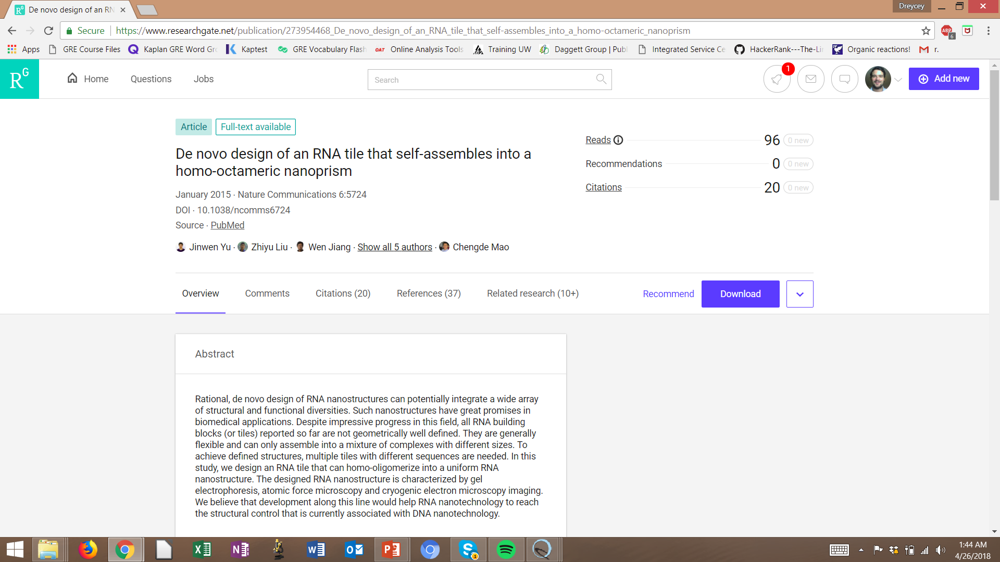 De novo design of an RN
Dreycey
Secure
https://www.researchgate.net/publication/273954468_De_novo_design_of_an_RNA_tile_that_self-assembles_into_a_homo-octameric_nanoprism
ABP
6
Apps
GRE Course Files
Kaplan GRE Word Gr
Kaptest
GRE Vocabulary Flash
OAT
Online Analysis Tools
Training UW
Daggett Group | Publ
Integrated Service Ce
HackerRank---The-Li
Organic reactions!
r.
RG
Home
Questions
Jobs
Search
1
Add new
Article
Full-text available
De novo design of an RNA tile that self-assembles into a
homo-octameric nanoprism
January 2015 · Nature Communications 6:5724
DOI · 10.1038/ncomms6724
Source · PubMed
Jinwen Yu · Zhiyu Liu · Wen Jiang · Show all 5 authors · Chengde Mao
Reads
96
0 new
Recommendations
0
0 new
Citations
20
0 new
Overview
Comments
Citations (20)
References (37)
Related research (10+)
Recommend
Download
Abstract
Rational, de novo design of RNA nanostructures can potentially integrate a wide array
of structural and functional diversities. Such nanostructures have great promises in
biomedical applications. Despite impressive progress in this field, all RNA building
blocks (or tiles) reported so far are not geometrically well defined. They are generally
flexible and can only assemble into a mixture of complexes with different sizes. To
achieve defined structures, multiple tiles with different sequences are needed. In this
study, we design an RNA tile that can homo-oligomerize into a uniform RNA
nanostructure. The designed RNA nanostructure is characterized by gel
electrophoresis, atomic force microscopy and cryogenic electron microscopy imaging.
We believe that development along this line would help RNA nanotechnology to reach
the structural control that is currently associated with DNA nanotechnology.
1:44 AM
4/26/2018